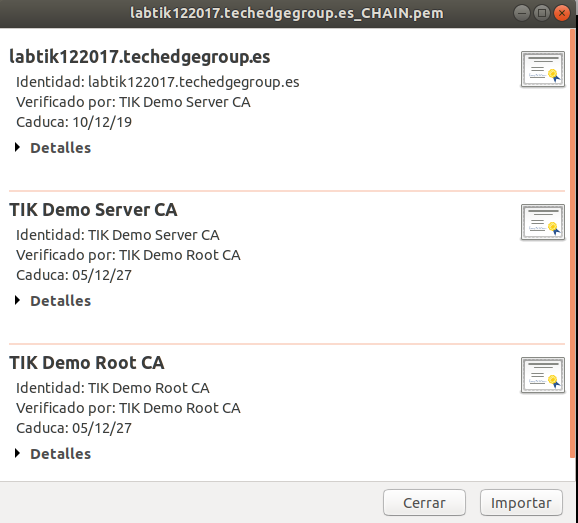 labtik122017.techedgegroup.es_CHAIN.pem
labtik122017.techedgegroup.es
Identidad: labtik122017.techedgegroup.es
Verificado por: TIK Demo Server CA
Caduca: 10/12/19
Detalles
TIK Demo Server CA
Identidad: TIK Demo Server CA
Verificado por: TIK Demo Root CA
Caduca: 05/12/27
Detalles
TIK Demo Root CA
Identidad: TIK Demo Root CA
Verificado por: TIK Demo Root CA
Caduca: 05/12/27
Detalles
Cerrar
Importar